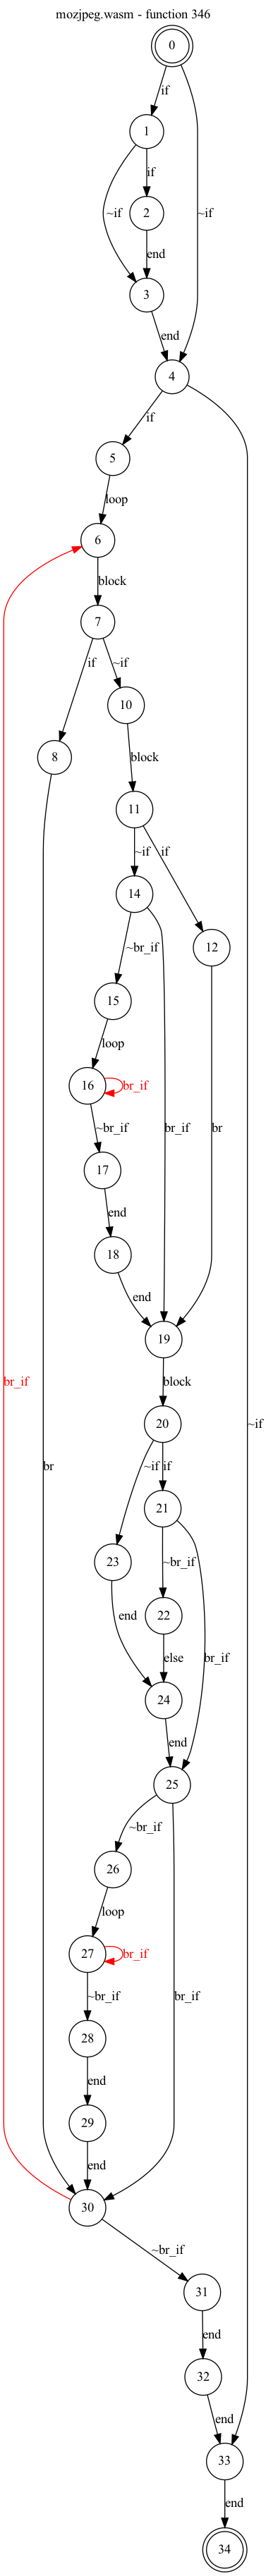 mozjpeg.wasm - function 346
0
if
1
if
~if
~if
2
end
3
end
4
if
5
loop
6
block
7
if
~if
10
8
block
11
~if
if
14
12
~br_if
15
loop
16
br_if
~br_if
br_if
br
17
end
18
end
19
block
br_if
20
~if
br
~if
if
21
23
~br_if
22
end
else
br_if
24
end
25
~br_if
26
loop
27
br_if
~br_if
br_if
28
end
29
end
30
~br_if
31
end
32
end
33
end
34